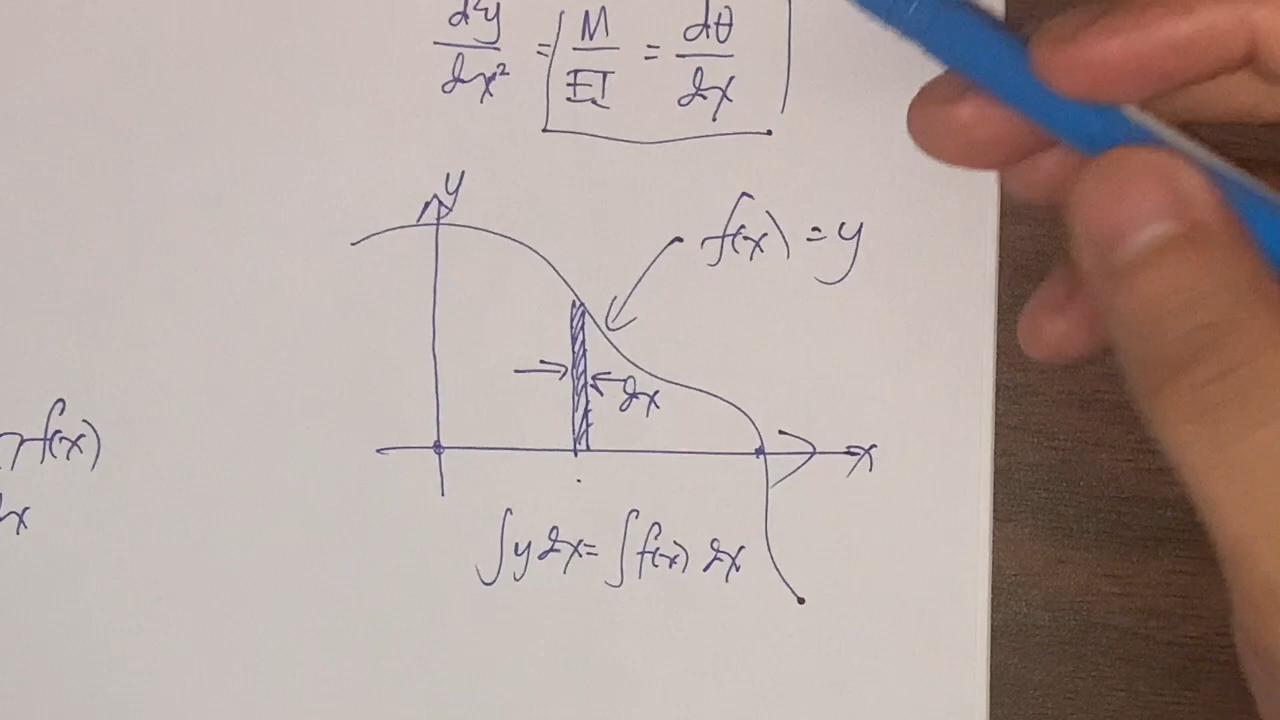 d²y/dx² = M/EI = dθ/dx
y
f(x) = y
dx
f(x)
x
∫y dx = ∫f(x) dx